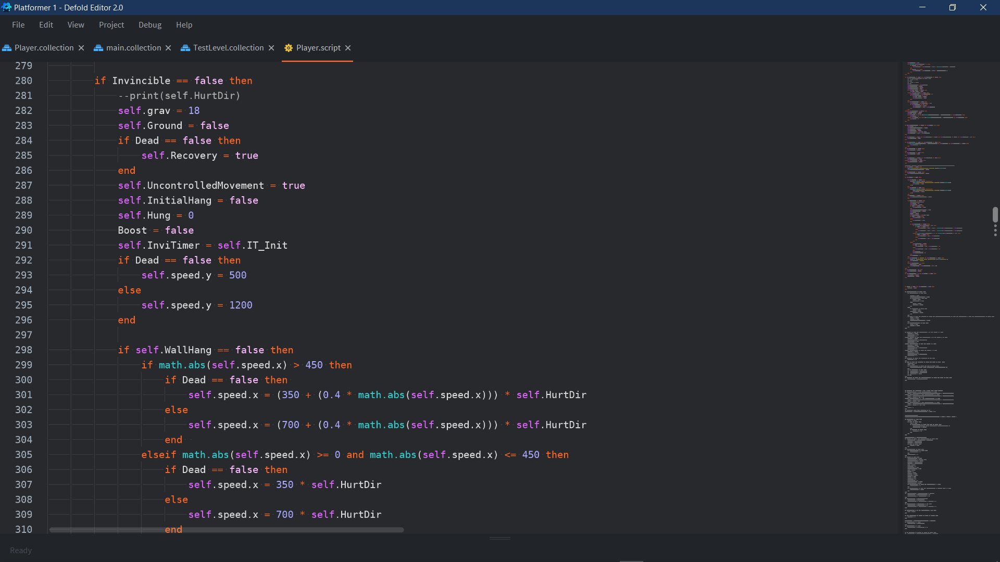 Platformer 1 - Defold Editor 2.0
File Edit View Project Debug Help
Player.collection main.collection TestLevel.collection Player.script
279
280 if Invincible == false then
281 --print(self.HurtDir)
282 self.grav = 18
283 self.Ground = false
284 if Dead == false then
285 self.Recovery = true
286 end
287 self.UncontrolledMovement = true
288 self.InitialHang = false
289 self.Hung = 0
290 Boost = false
291 self.InviTimer = self.IT_Init
292 if Dead == false then
293 self.speed.y = 500
294 else
295 self.speed.y = 1200
296 end
297
298 if self.WallHang == false then
299 if math.abs(self.speed.x) > 450 then
300 if Dead == false then
301 self.speed.x = (350 + (0.4 * math.abs(self.speed.x))) * self.HurtDir
302 else
303 self.speed.x = (700 + (0.4 * math.abs(self.speed.x))) * self.HurtDir
304 end
305 elseif math.abs(self.speed.x) >= 0 and math.abs(self.speed.x) <= 450 then
306 if Dead == false then
307 self.speed.x = 350 * self.HurtDir
308 else
309 self.speed.x = 700 * self.HurtDir
310 end
Ready